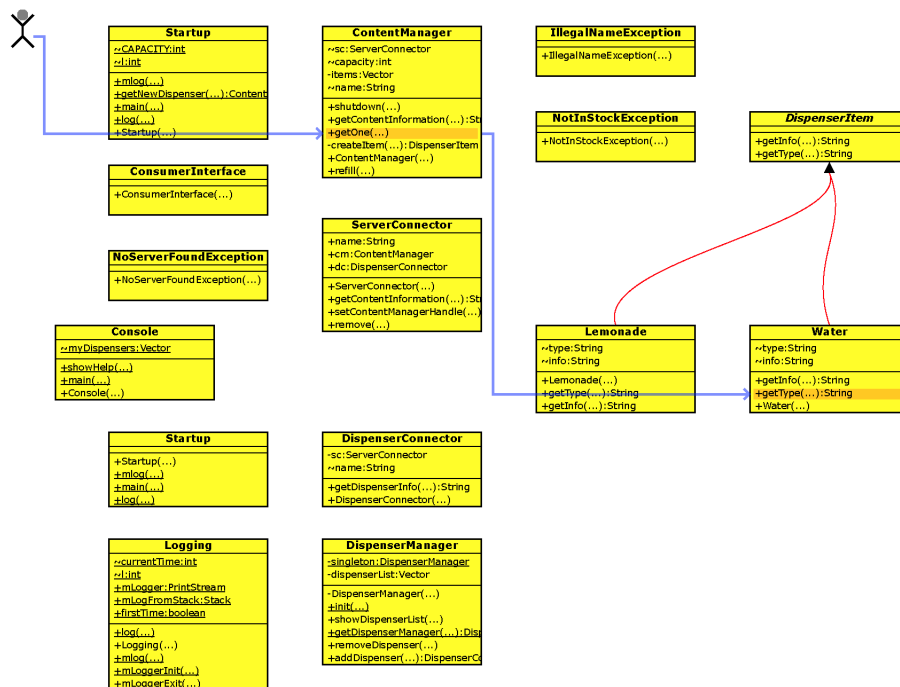 Startup
~CAPACITY:int
~l:int
+mlog(...)
+getNewDispenser(...):Content
+main(...)
+log(...)
+Startup(...)
ContentManager
~sc:ServerConnector
~capacity:int
-items:Vector
~name:String
+shutdown(...)
+getContentInformation(...):St
+getOne(...)
-createItem(...):DispenserItem
+ContentManager(...)
+refill(...)
IllegalNameException
+IllegalNameException(...)
NotInStockException
+NotInStockException(...)
DispenserItem
+getInfo(...):String
+getType(...):String
ConsumerInterface
+ConsumerInterface(...)
ServerConnector
+name:String
+cm:ContentManager
+dc:DispenserConnector
+ServerConnector(...)
+getContentInformation(...):St
+setContentManagerHandle(...)
+remove(...)
NoServerFoundException
+NoServerFoundException(...)
Console
~myDispensers:Vector
+showHelp(...)
+main(...)
+Console(...)
Lemonade
~type:String
~info:String
+Lemonade(...)
+getType(...):String
+getInfo(...):String
Water
~type:String
~info:String
+getInfo(...):String
+getType(...):String
+Water(...)
Startup
+Startup(...)
+mlog(...)
+main(...)
+log(...)
DispenserConnector
-sc:ServerConnector
~name:String
+getDispenserInfo(...):String
+DispenserConnector(...)
Logging
~currentTime:int
~l:int
+mLogger:PrintStream
+mLogFromStack:Stack
+firstTime:boolean
+log(...)
+Logging(...)
+mlog(...)
+mLoggerInit(...)
+mLoggerExit(...)
DispenserManager
-singleton:DispenserManager
-dispenserList:Vector
-DispenserManager(...)
+init(...)
+showDispenserList(...)
+getDispenserManager(...):Disp
+removeDispenser(...)
+addDispenser(...):DispenserCo